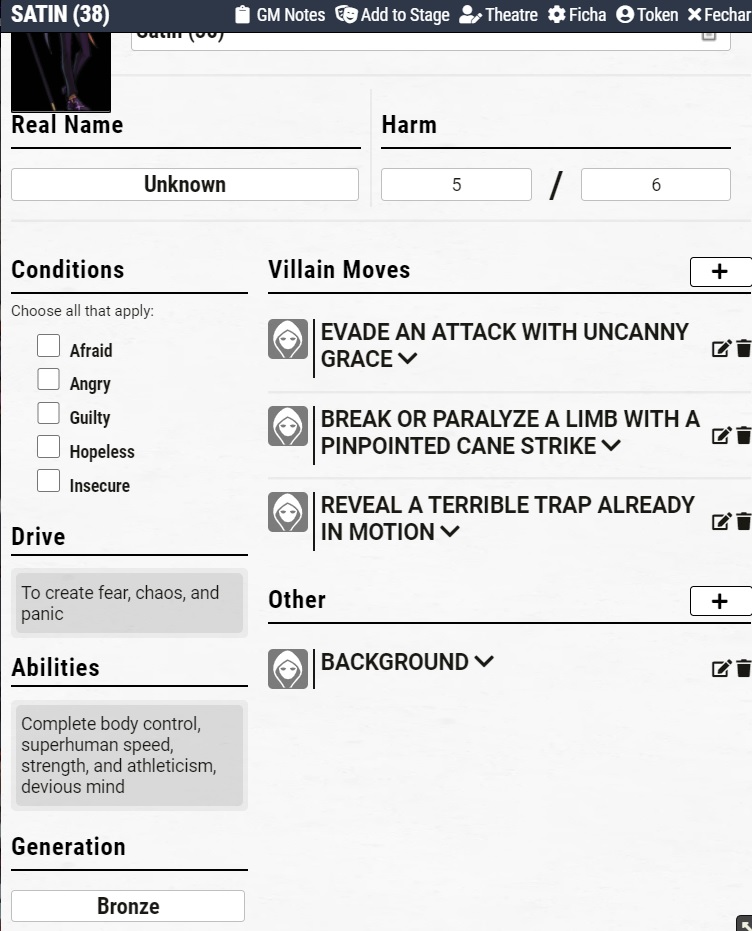 SATIN (38)
GM Notes
Add to Stage
Theatre
Ficha
Token
Fechar
Satin (38)
Real Name
Harm
Unknown
5 / 6
Conditions
Choose all that apply:
Afraid
Angry
Guilty
Hopeless
Insecure
Drive
To create fear, chaos, and
panic
Abilities
Complete body control,
superhuman speed,
strength, and athleticism,
devious mind
Generation
Bronze
Villain Moves
EVADE AN ATTACK WITH UNCANNY
GRACE
BREAK OR PARALYZE A LIMB WITH A
PINPOINTED CANE STRIKE
REVEAL A TERRIBLE TRAP ALREADY
IN MOTION
Other
BACKGROUND